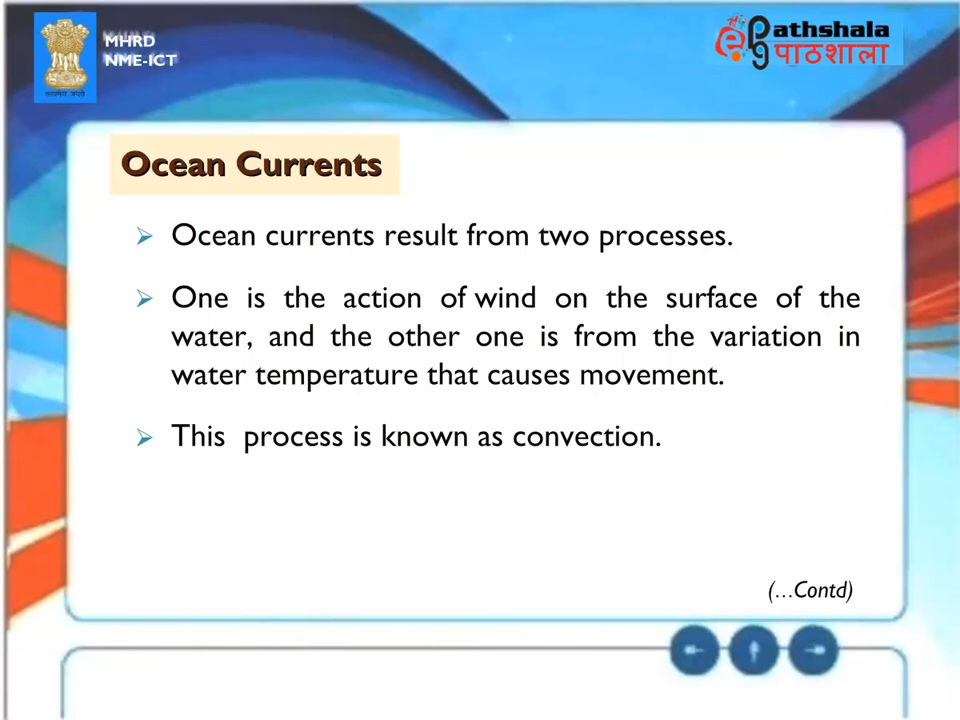 MHRD
NME-ICT
ePG Pathshala
पाठशाला
Ocean Currents
Ocean currents result from two processes.
One is the action of wind on the surface of the
water, and the other one is from the variation in
water temperature that causes movement.
This process is known as convection.
(...Contd)